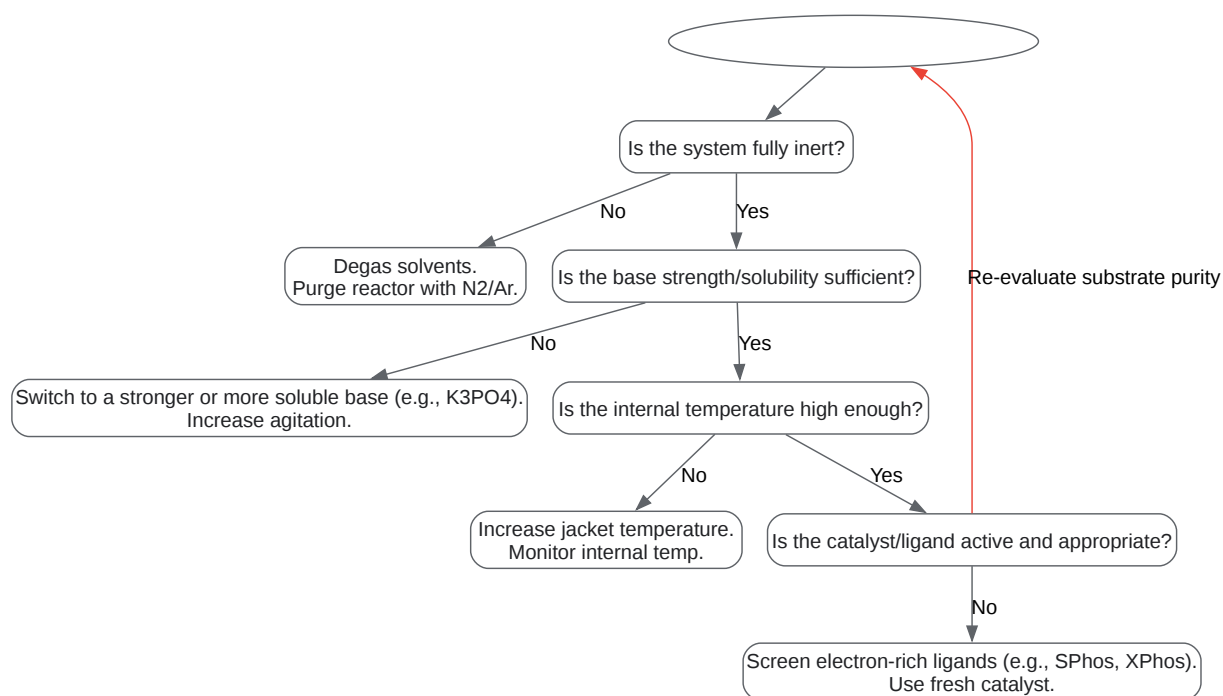 Is the system fully inert?
No
Yes
Degas solvents.
Purge reactor with N2/Ar.
Is the base strength/solubility sufficient?
Re-evaluate substrate purity
No
Yes
Switch to a stronger or more soluble base (e.g., K3PO4).
Increase agitation.
Is the internal temperature high enough?
No
Yes
Increase jacket temperature.
Monitor internal temp.
Is the catalyst/ligand active and appropriate?
No
Screen electron-rich ligands (e.g., SPhos, XPhos).
Use fresh catalyst.